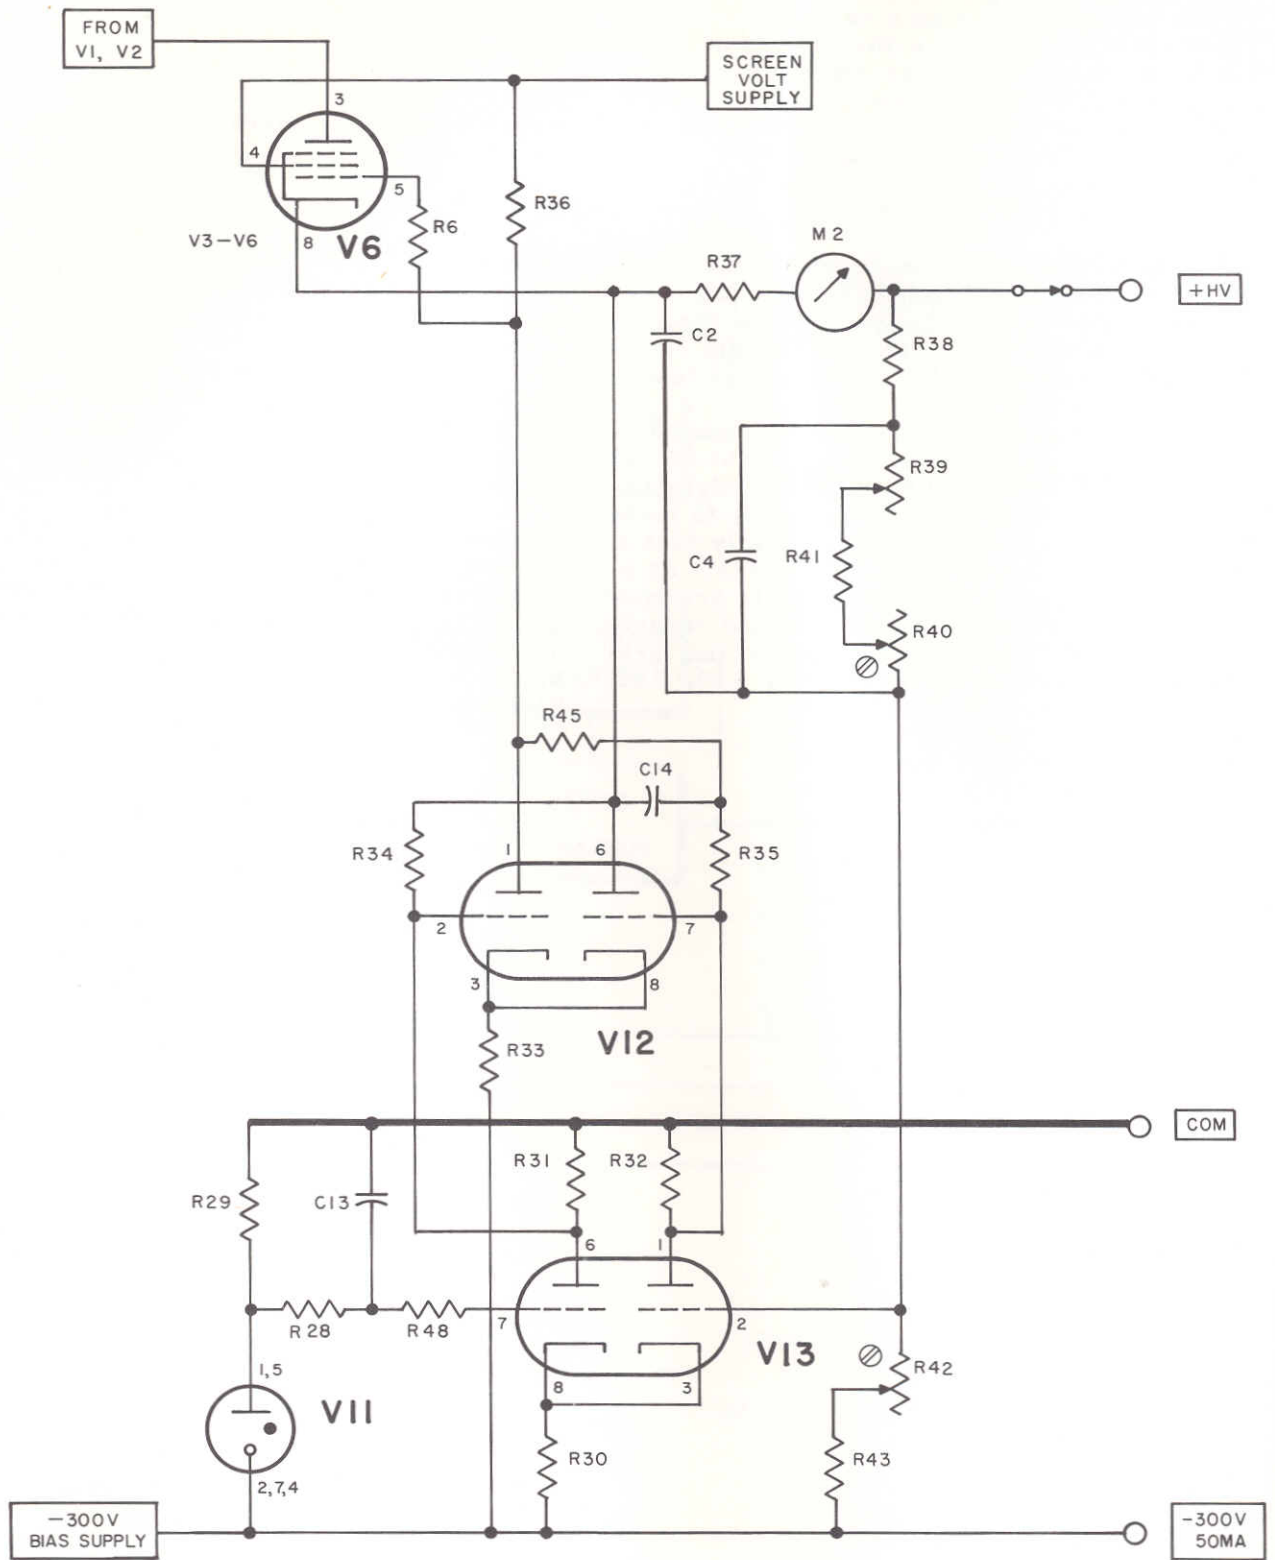 FROM
V1, V2
SCREEN
VOLT
SUPPLY
3
4
5
8
V3-V6
V6
R6
R36
M2
R37
+HV
C2
R38
R39
C4
R41
R40
R45
C14
R34
1
6
R35
2
7
3
8
V12
R33
COM
R31
R32
R29
C13
6
1
R28
R48
7
2
V13
R42
1,5
8
3
V11
R30
R43
2,7,4
-300V
BIAS SUPPLY
-300V
50MA